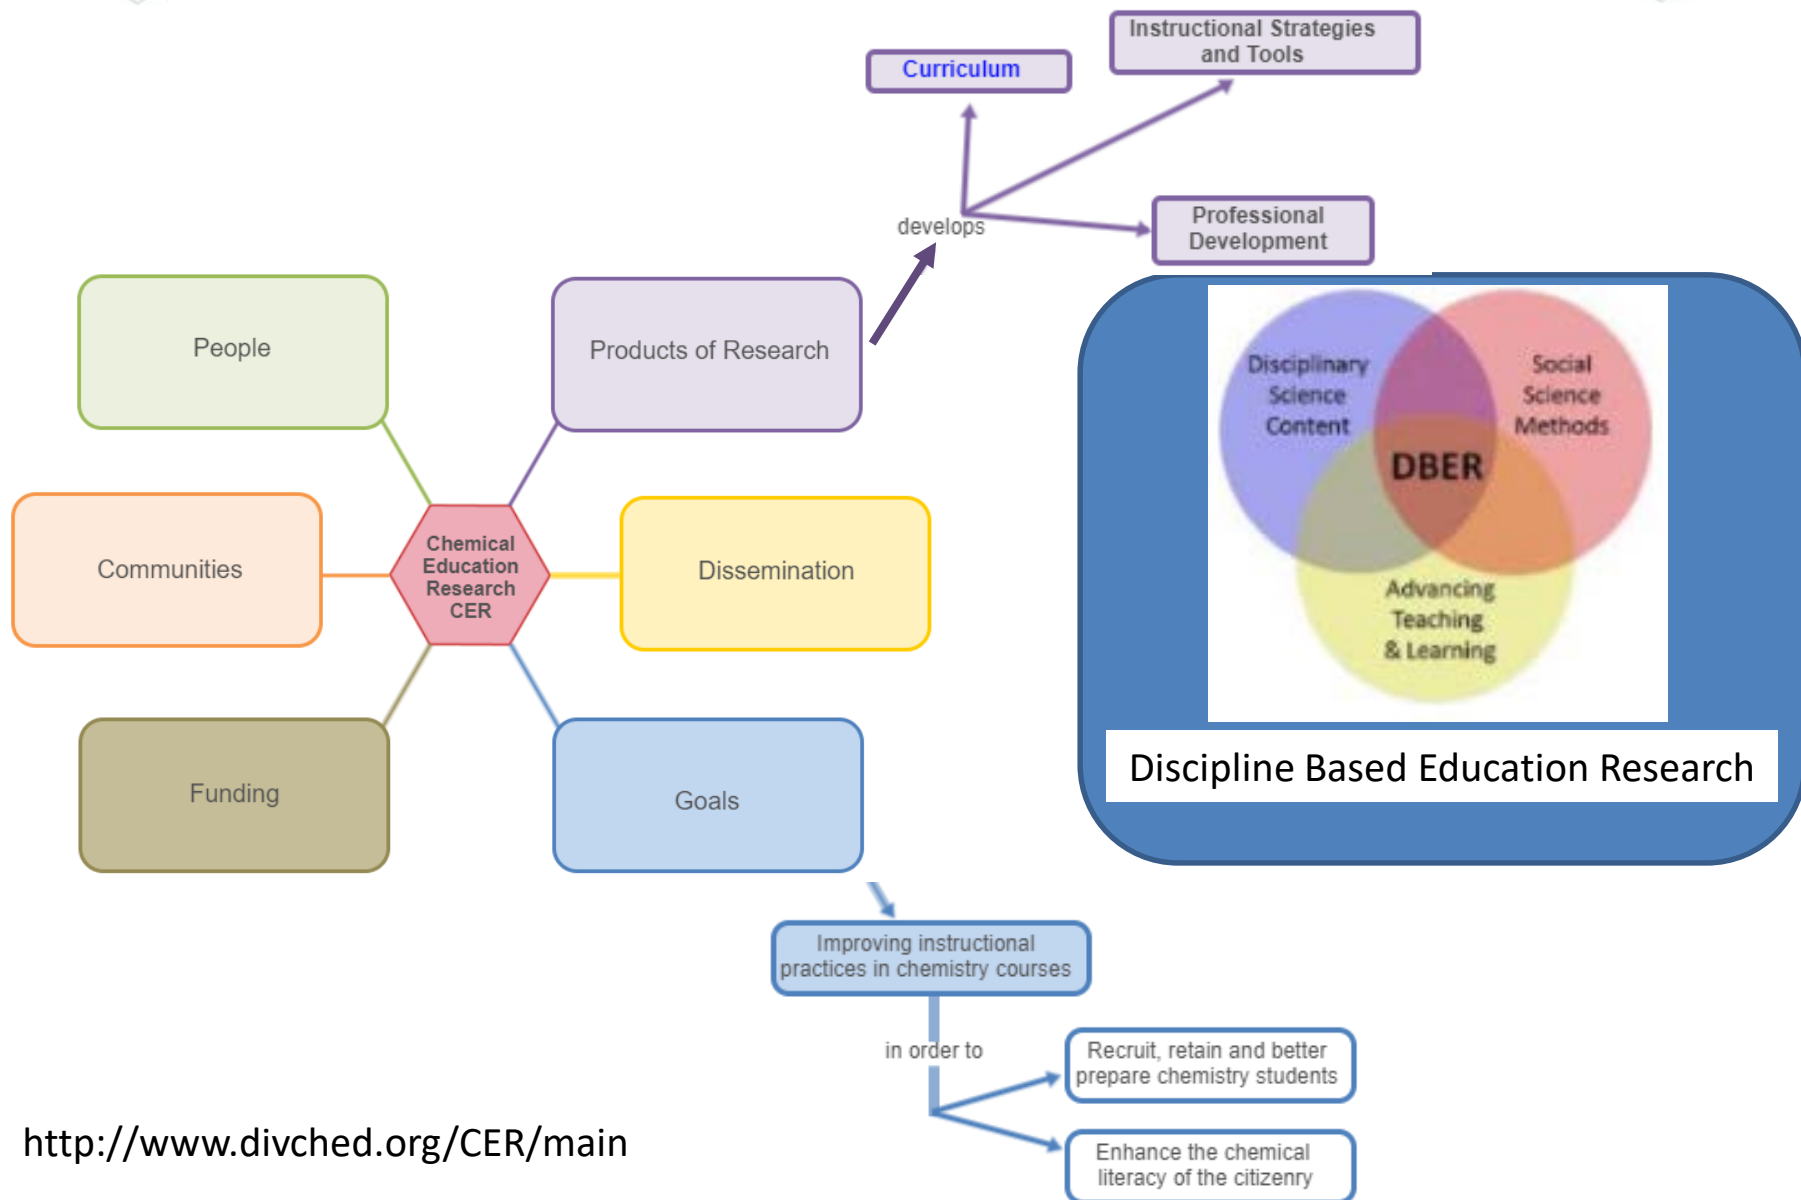 Instructional Strategies
and Tools
Curriculum
develops
Professional
Development
People
Products of Research
Communities
Chemical
Education
Research
CER
Dissemination
Funding
Goals
Disciplinary
Science
Content
Social
Science
Methods
DBER
Advancing
Teaching
& Learning
Discipline Based Education Research
Improving instructional
practices in chemistry courses
in order to
Recruit, retain and better
prepare chemistry students
Enhance the chemical
literacy of the citizenry
http://www.divched.org/CER/main